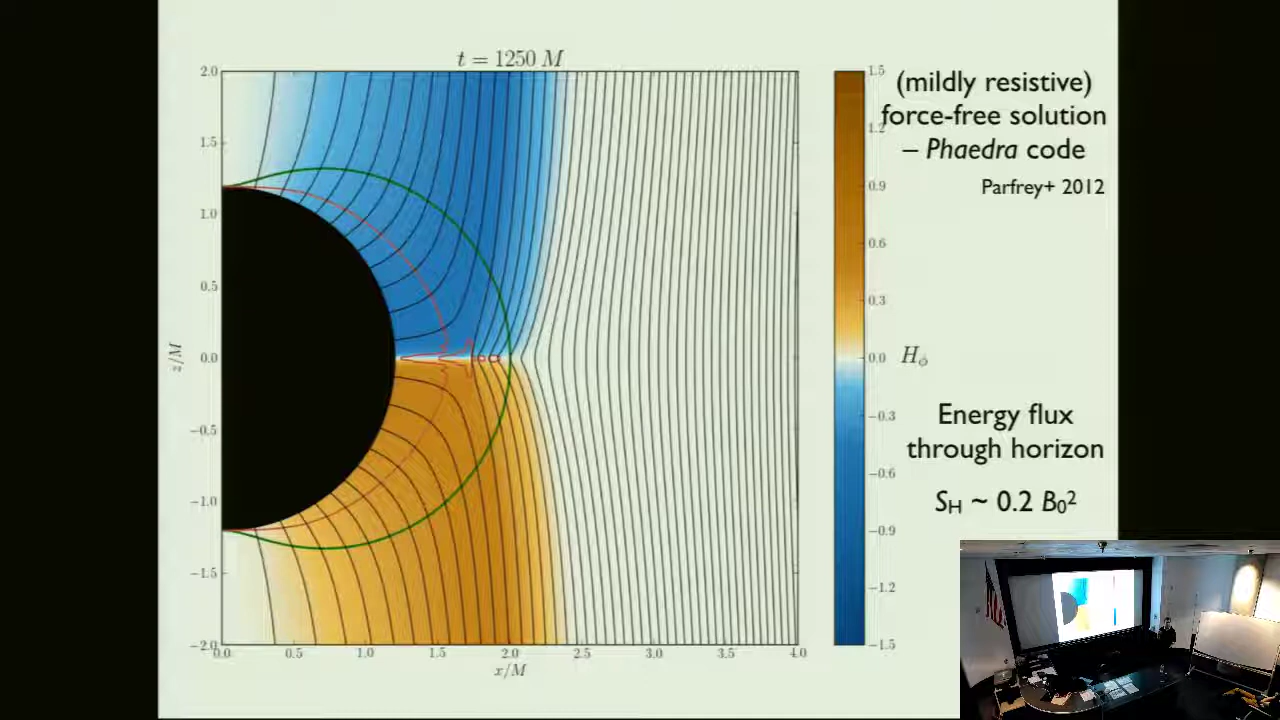 t = 1250 M
2.0
1.5
1.0
0.5
0.0
−0.5
−1.0
−1.5
−2.0
z/M
0.0 0.5 1.0 1.5 2.0 2.5 3.0 3.5 4.0
x/M
1.5
1.2
0.9
0.6
0.3
0.0
−0.3
−0.6
−0.9
−1.2
−1.5
H_ϕ
(mildly resistive)
force-free solution
– Phaedra code
Parfrey+ 2012
Energy flux
through horizon
S_H ~ 0.2 B₀²